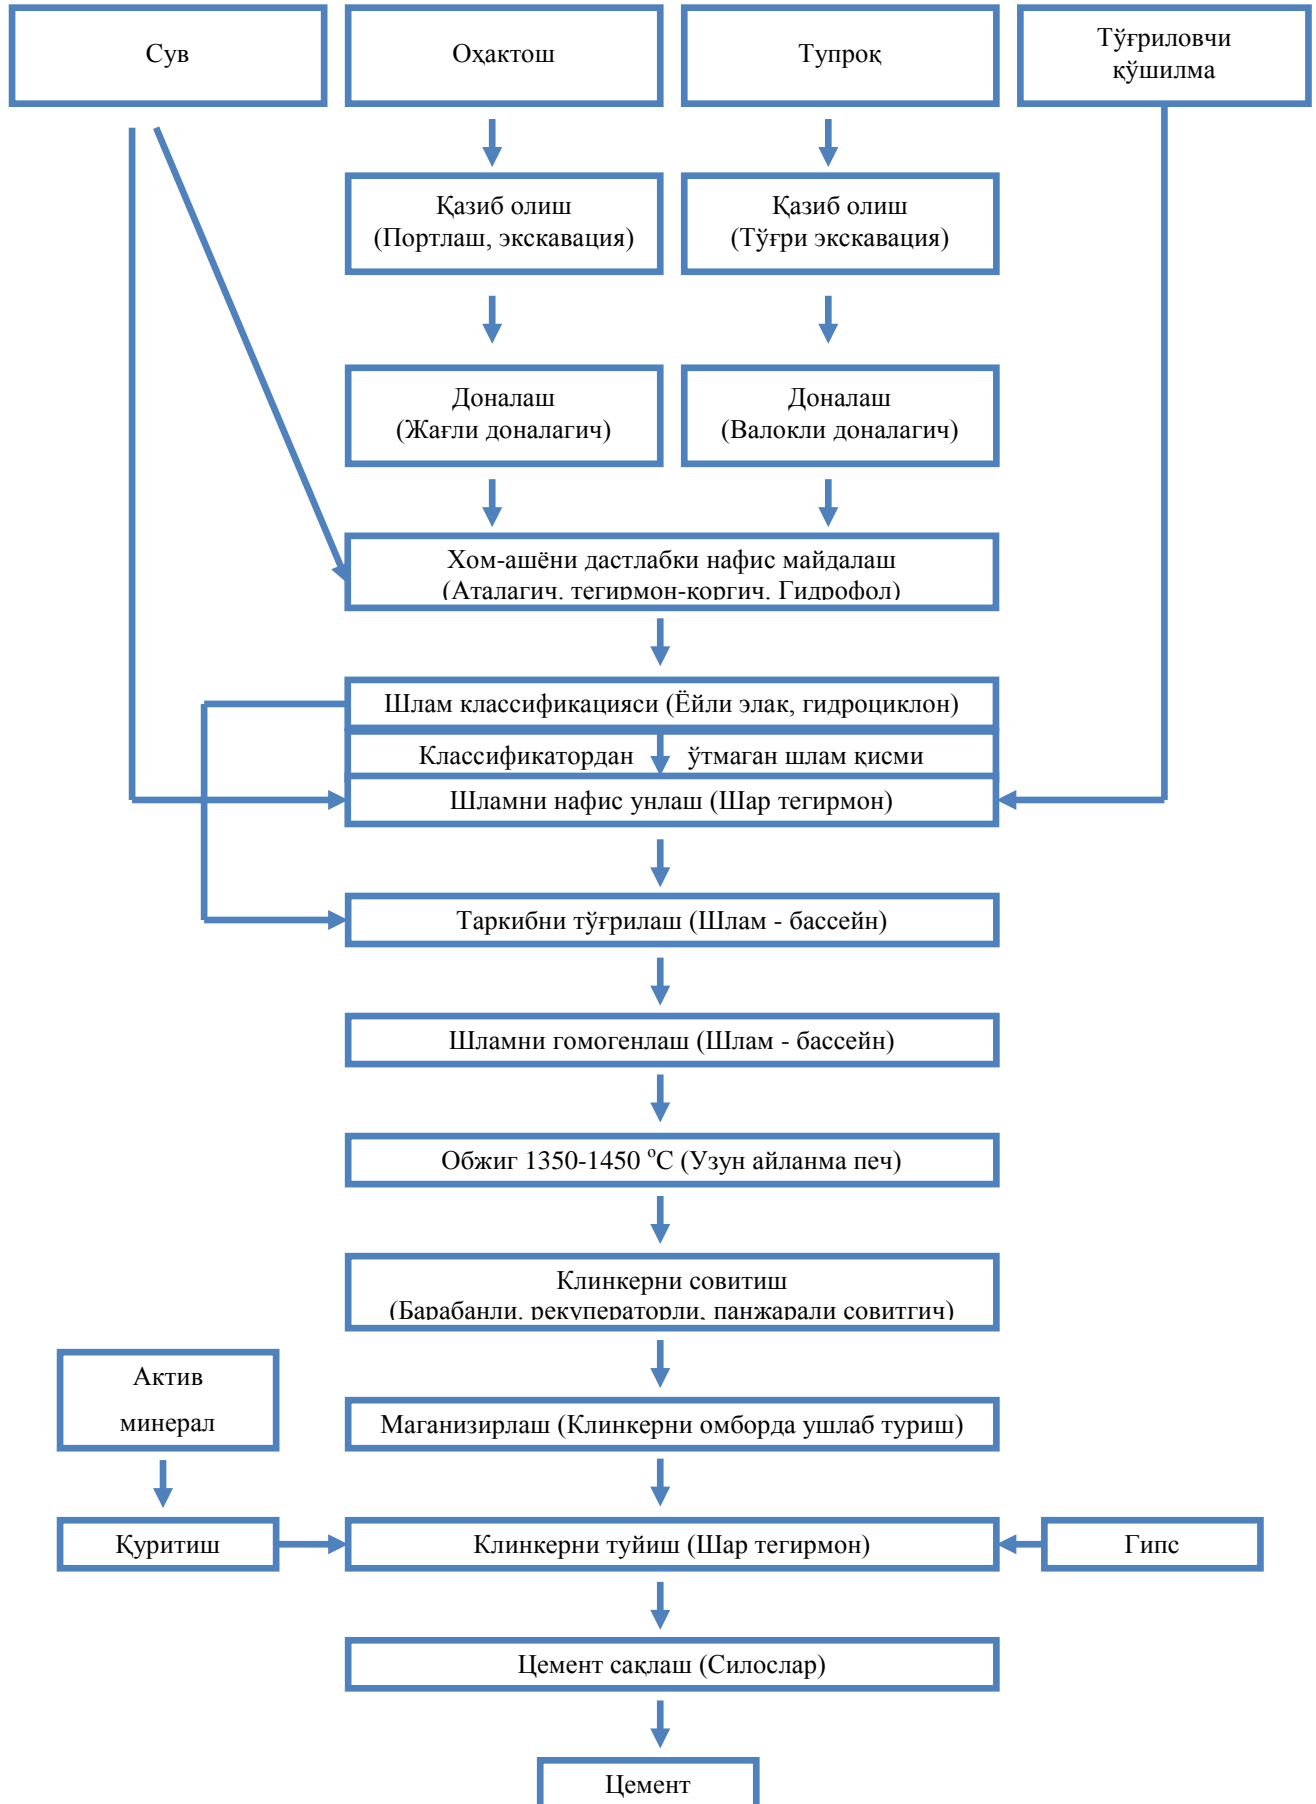 Сув
Оҳактош
Тупроқ
Тўғриловчи
қўшилма
Қазиб олиш
(Портлаш, экскавация)
Қазиб олиш
(Тўғри экскавация)
Доналаш
(Жағли доналагич)
Доналаш
(Валокли доналагич)
Хом-ашёни дастлабки нафис майдалаш
(Аталагич, тегирмон-қоргич, Гидрофол)
Шлам классификацияси (Ёйли элак, гидроциклон)
Классификатордан ўтмаган шлам қисми
Шламни нафис унлаш (Шар тегирмон)
Таркибни тўғрилаш (Шлам - бассейн)
Шламни гомогенлаш (Шлам - бассейн)
Обжиг 1350-1450 ºС (Узун айланма печ)
Клинкерни совитиш
(Барабанли, рекуператорли, панжарали совитгич)
Актив
минерал
Маганизирлаш (Клинкерни омборда ушлаб туриш)
Қуритиш
Клинкерни туйиш (Шар тегирмон)
Гипс
Цемент сақлаш (Силослар)
Цемент